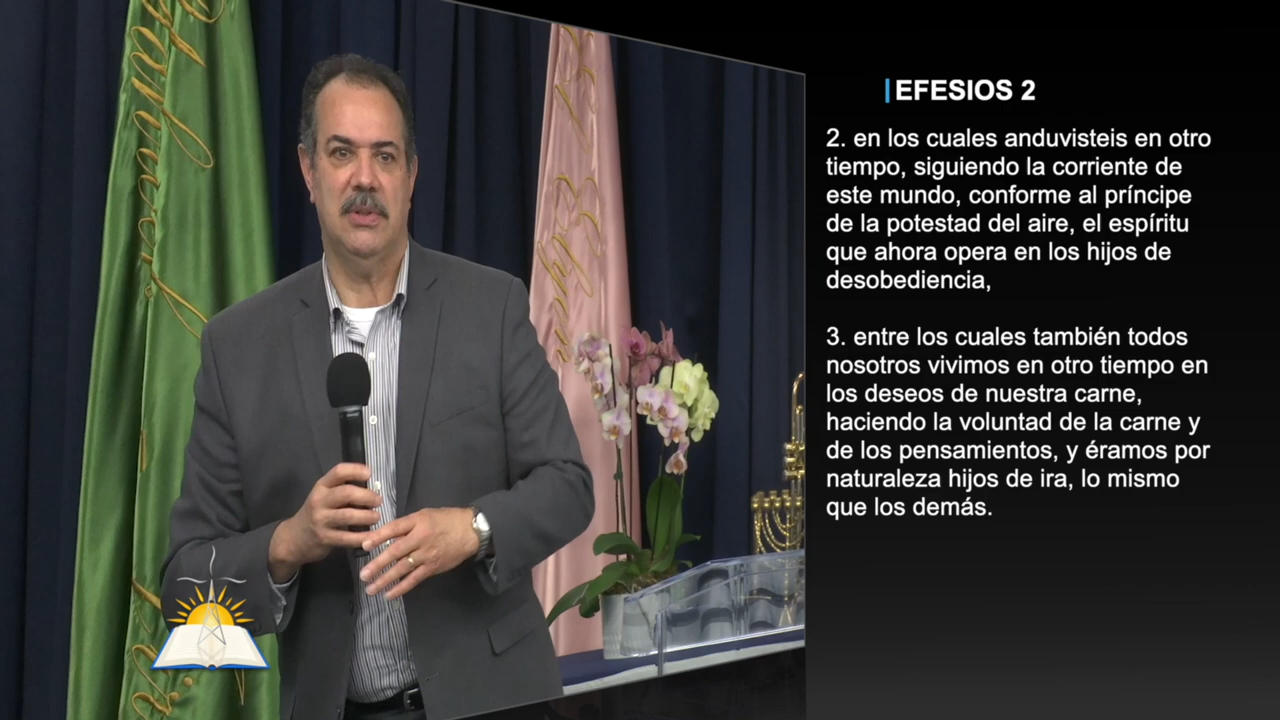 EFESIOS 2
2. en los cuales anduvisteis en otro
tiempo, siguiendo la corriente de
este mundo, conforme al príncipe
de la potestad del aire, el espíritu
que ahora opera en los hijos de
desobediencia,
3. entre los cuales también todos
nosotros vivimos en otro tiempo en
los deseos de nuestra carne,
haciendo la voluntad de la carne y
de los pensamientos, y éramos por
naturaleza hijos de ira, lo mismo
que los demás.